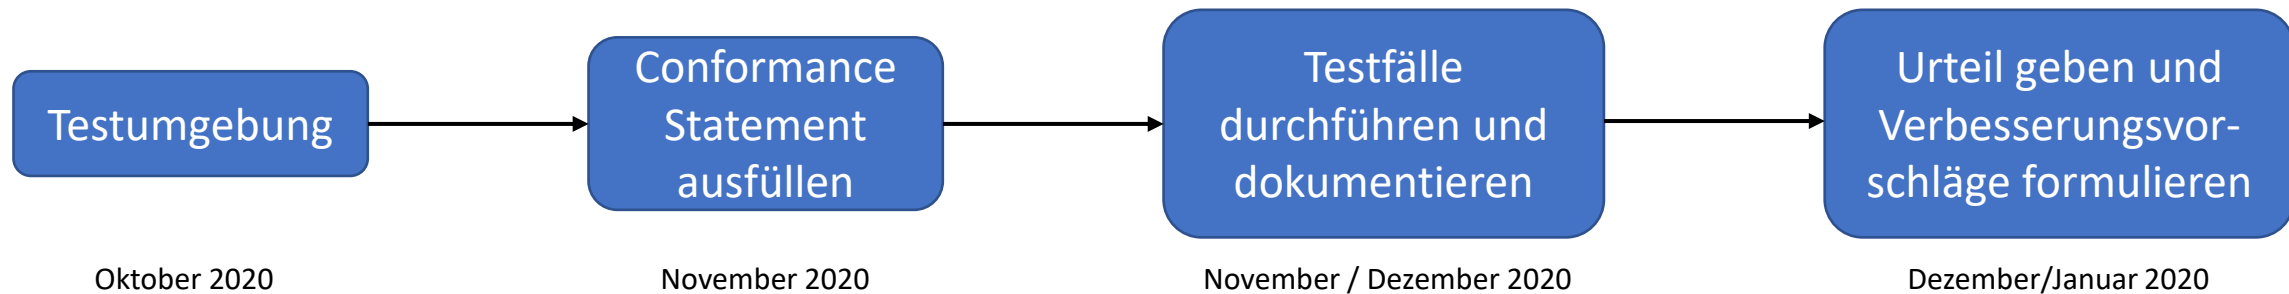 Testumgebung
Conformance
Statement
ausfüllen
Testfälle
durchführen und
dokumentieren
Urteil geben und
Verbesserungsvor-
schläge formulieren
Oktober 2020
November 2020
November / Dezember 2020
Dezember/Januar 2020